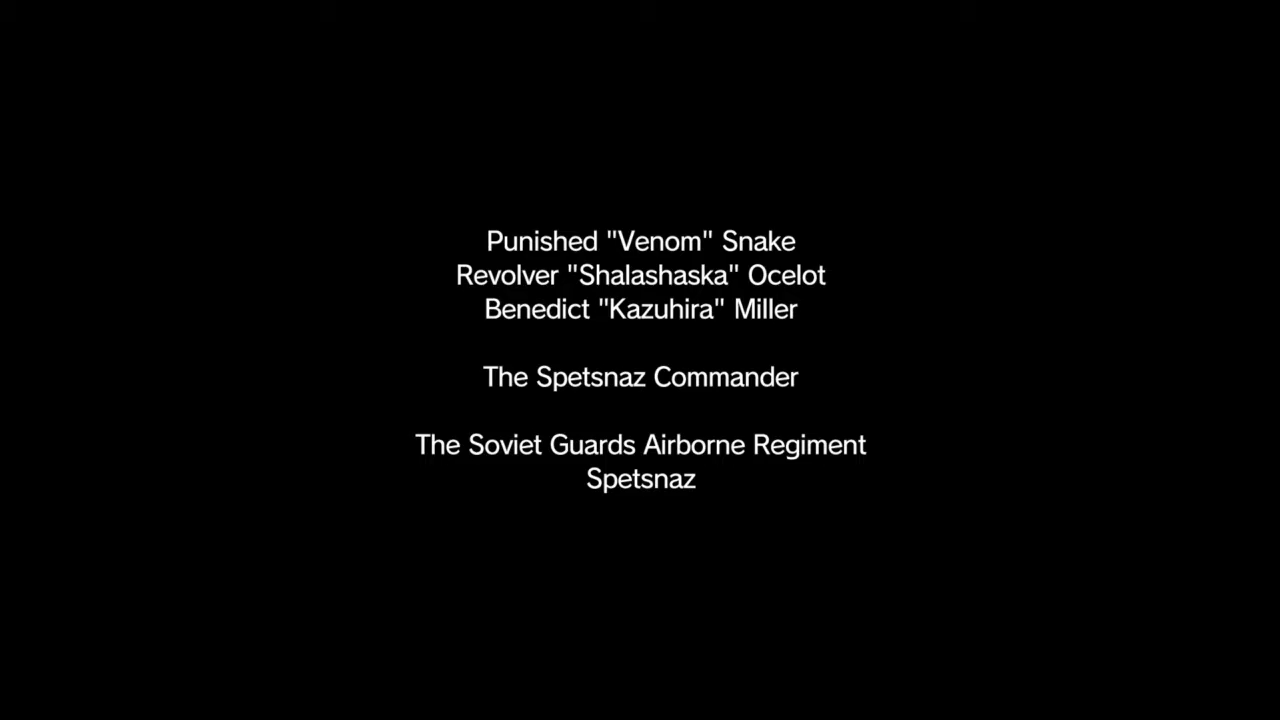 Punished "Venom" Snake
Revolver "Shalashaska" Ocelot
Benedict "Kazuhira" Miller
The Spetsnaz Commander
The Soviet Guards Airborne Regiment
Spetsnaz